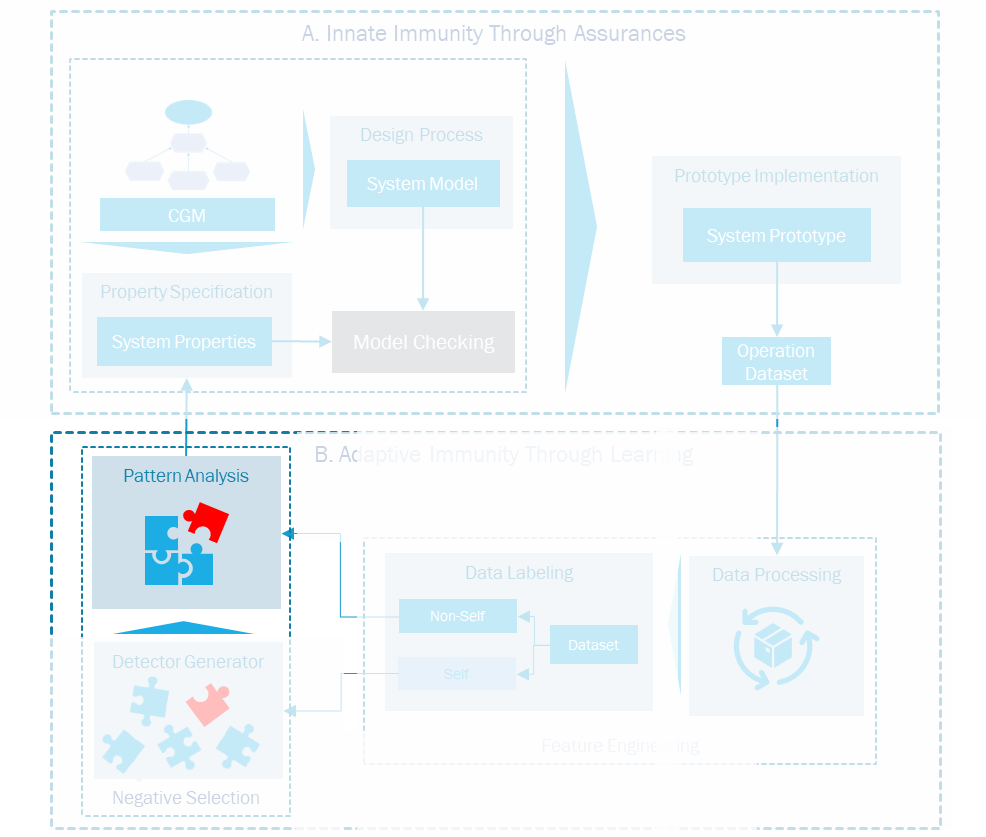 A. Innate Immunity Through Assurances
Design Process
System Model
CGM
Property Specification
System Properties
Model Checking
Prototype Implementation
System Prototype
Operation
Dataset
B. Adaptive Immunity Through Learning
Pattern Analysis
Detector Generator
Negative Selection
Data Labeling
Non-Self
Dataset
Self
Feature Engineering
Data Processing